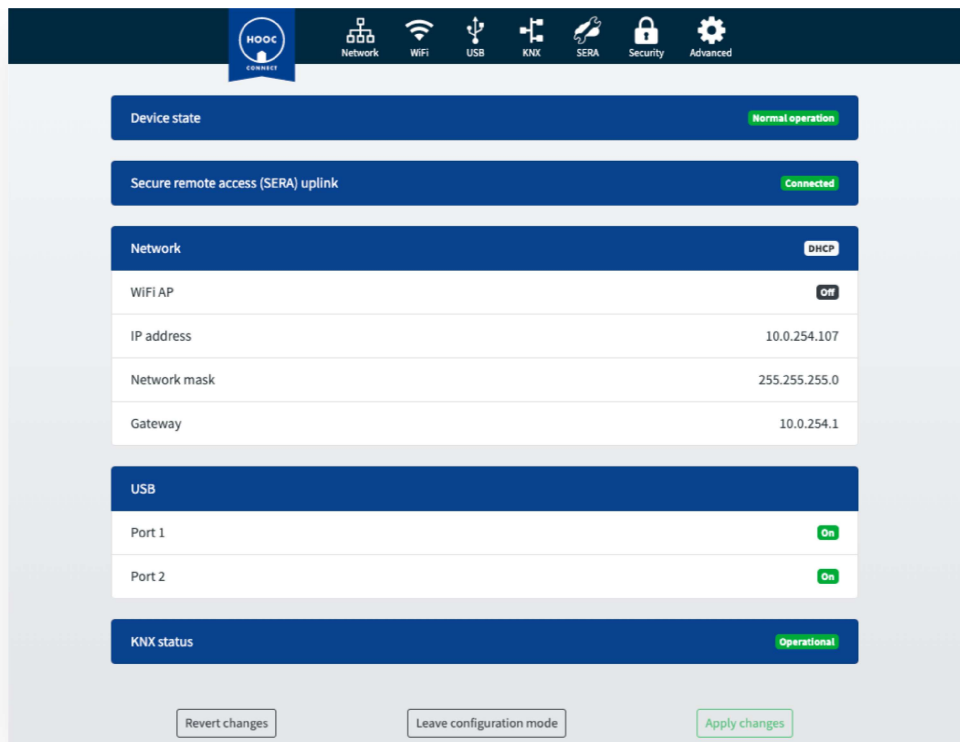 HOOC
CONNECT
Network WiFi USB KNX SERA Security Advanced
Device state Normal operation
Secure remote access (SERA) uplink Connected
Network DHCP
WiFi AP Off
IP address 10.0.254.107
Network mask 255.255.255.0
Gateway 10.0.254.1
USB
Port 1 On
Port 2 On
KNX status Operational
Revert changes Leave configuration mode Apply changes